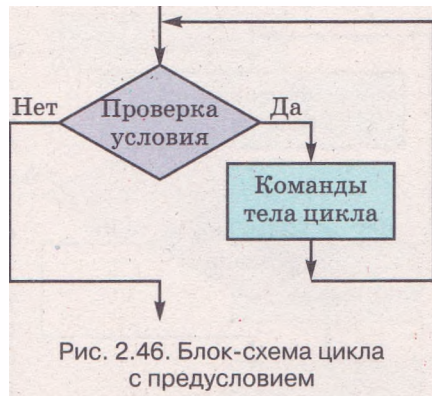 Нет
Проверка
условия
Да
Команды
тела цикла
Рис. 2.46. Блок-схема цикла
с предусловием